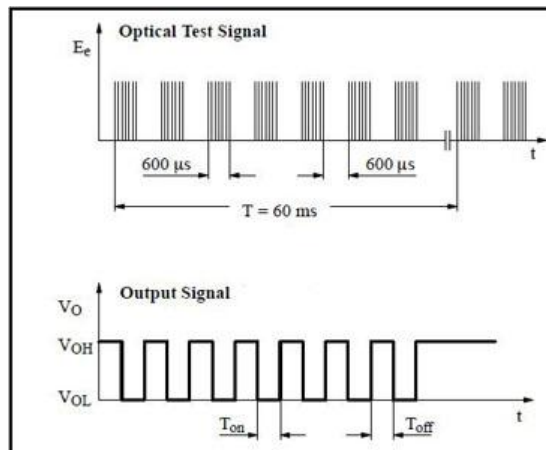 Optical Test Signal
Ee
t
600 µs
600 µs
T = 60 ms
Output Signal
VO
VOH
VOL
Ton
Toff
t